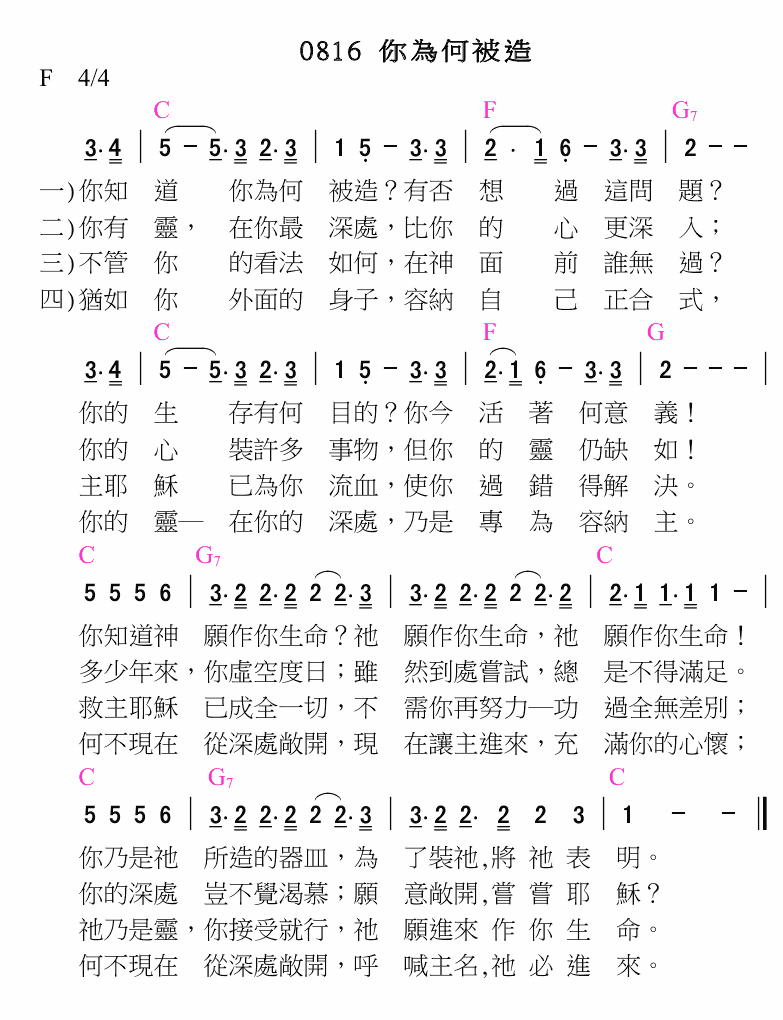 0816 你為何被造
F 4/4
C F G7
3· 4 | 5 － 5· 3 2· 3 | 1 5 － 3· 3 | 2 · 1 6 － 3· 3 | 2 － －
一)你知 道 你為何 被造？有否 想 過 這問 題？
二)你有 靈， 在你最 深處，比你 的 心 更深 入；
三)不管 你 的看法 如何，在神 面 前 誰無 過？
四)猶如 你 外面的 身子，容納 自 己 正合 式，
C F G
3· 4 | 5 － 5· 3 2· 3 | 1 5 － 3· 3 | 2· 1 6 － 3· 3 | 2 － － － |
你的 生 存有何 目的？你今 活 著 何意 義！
你的 心 裝許多 事物，但你 的 靈 仍缺 如！
主耶 穌 已為你 流血，使你 過 錯 得解 決。
你的 靈─ 在你的 深處，乃是 專 為 容納 主。
C G7 C
5 5 5 6 | 3· 2 2· 2 2 2· 3 | 3· 2 2· 2 2 2· 2 | 2· 1 1· 1 1 － |
你知道神 願作你生命？祂 願作你生命，祂 願作你生命！
多少年來，你虛空度日；雖 然到處嘗試，總 是不得滿足。
救主耶穌 已成全一切，不 需你再努力─功 過全無差別；
何不現在 從深處敞開，現 在讓主進來，充 滿你的心懷；
C G7 C
5 5 5 6 | 3· 2 2· 2 2 2· 3 | 3· 2 2· 2 2 3 | 1 － － ‖
你乃是祂 所造的器皿，為 了裝祂,將 祂 表 明。
你的深處 豈不覺渴慕；願 意敞開,嘗 嘗 耶 穌？
祂乃是靈，你接受就行，祂 願進來 作 你 生 命。
何不現在 從深處敞開，呼 喊主名,祂 必 進 來。